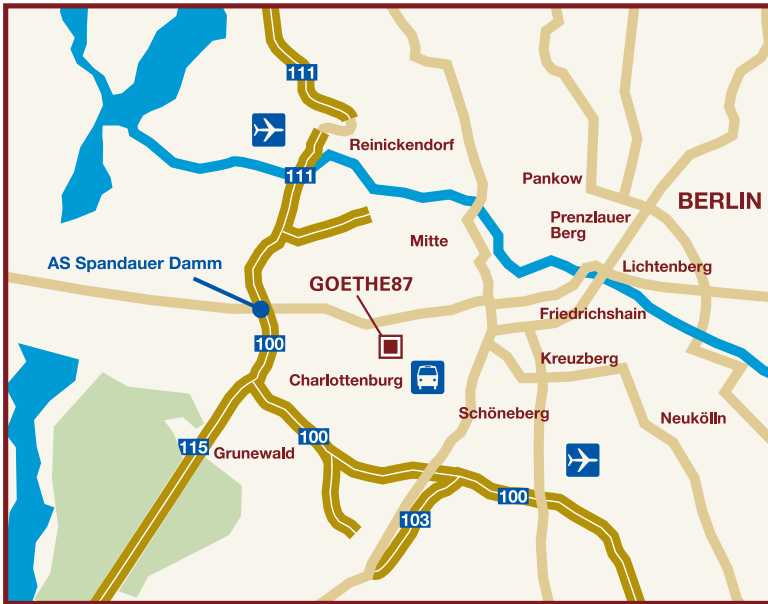 111
Reinickendorf
111
Pankow
BERLIN
Prenzlauer
Berg
Mitte
AS Spandauer Damm
Lichtenberg
GOETHE87
Friedrichshain
100
Kreuzberg
Charlottenburg
Schöneberg
Neukölln
100
115
Grunewald
100
103